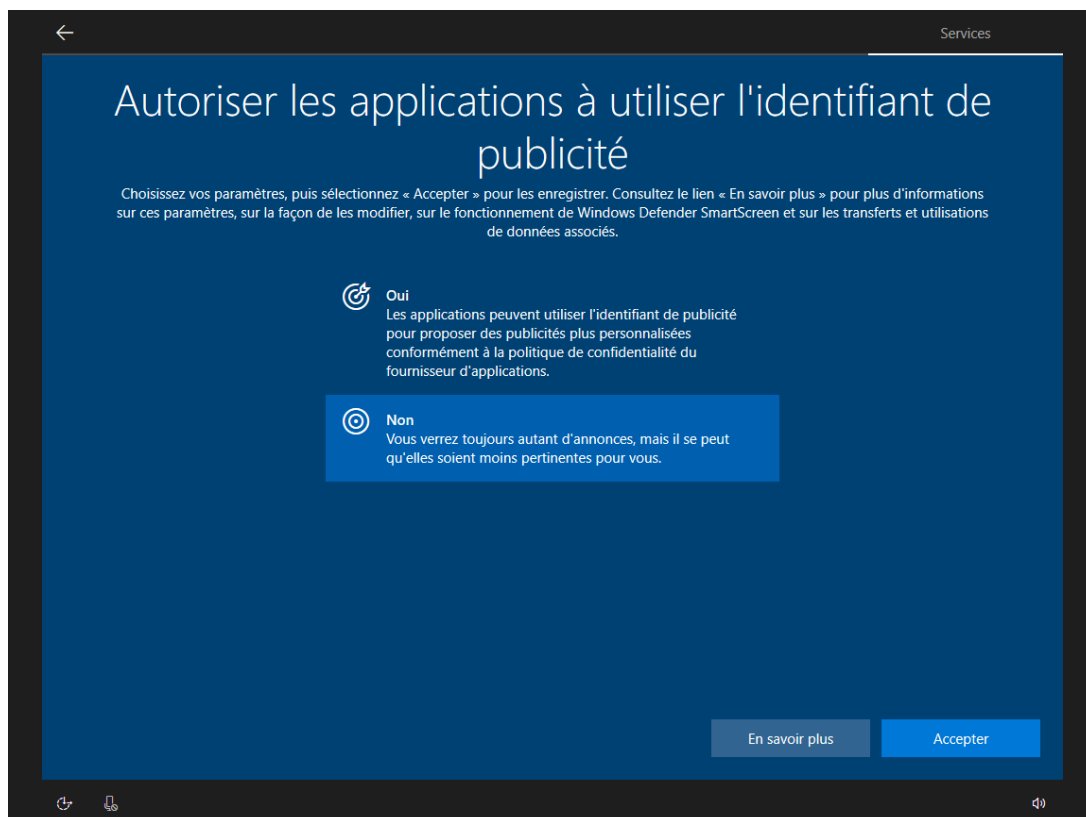 Services
Autoriser les applications à utiliser l'identifiant de
publicité
Choisissez vos paramètres, puis sélectionnez « Accepter » pour les enregistrer. Consultez le lien « En savoir plus » pour plus d'informations
sur ces paramètres, sur la façon de les modifier, sur le fonctionnement de Windows Defender SmartScreen et sur les transferts et utilisations
de données associés.
Oui
Les applications peuvent utiliser l'identifiant de publicité
pour proposer des publicités plus personnalisées
conformément à la politique de confidentialité du
fournisseur d'applications.
Non
Vous verrez toujours autant d'annonces, mais il se peut
qu'elles soient moins pertinentes pour vous.
En savoir plus
Accepter